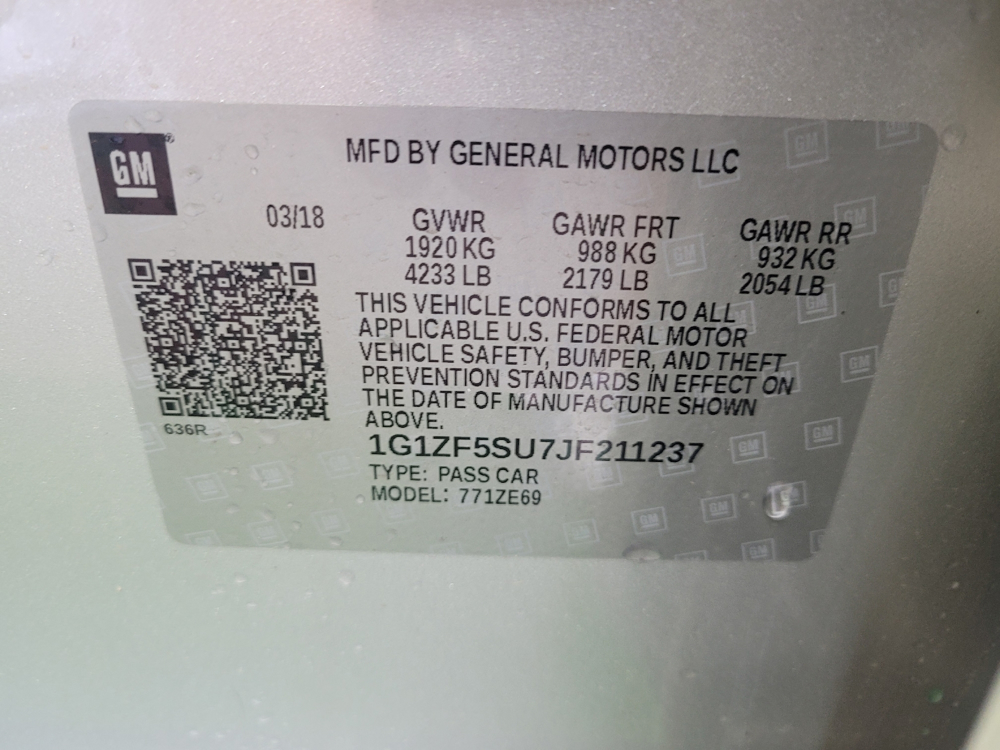 GM
MFD BY GENERAL MOTORS LLC
03/18
GVWR GAWR FRT GAWR RR
1920 KG 988 KG 932 KG
4233 LB 2179 LB 2054 LB
THIS VEHICLE CONFORMS TO ALL
APPLICABLE U.S. FEDERAL MOTOR
VEHICLE SAFETY, BUMPER, AND THEFT
PREVENTION STANDARDS IN EFFECT ON
THE DATE OF MANUFACTURE SHOWN
ABOVE.
636R
1G1ZF5SU7JF211237
TYPE: PASS CAR
MODEL: 771ZE69